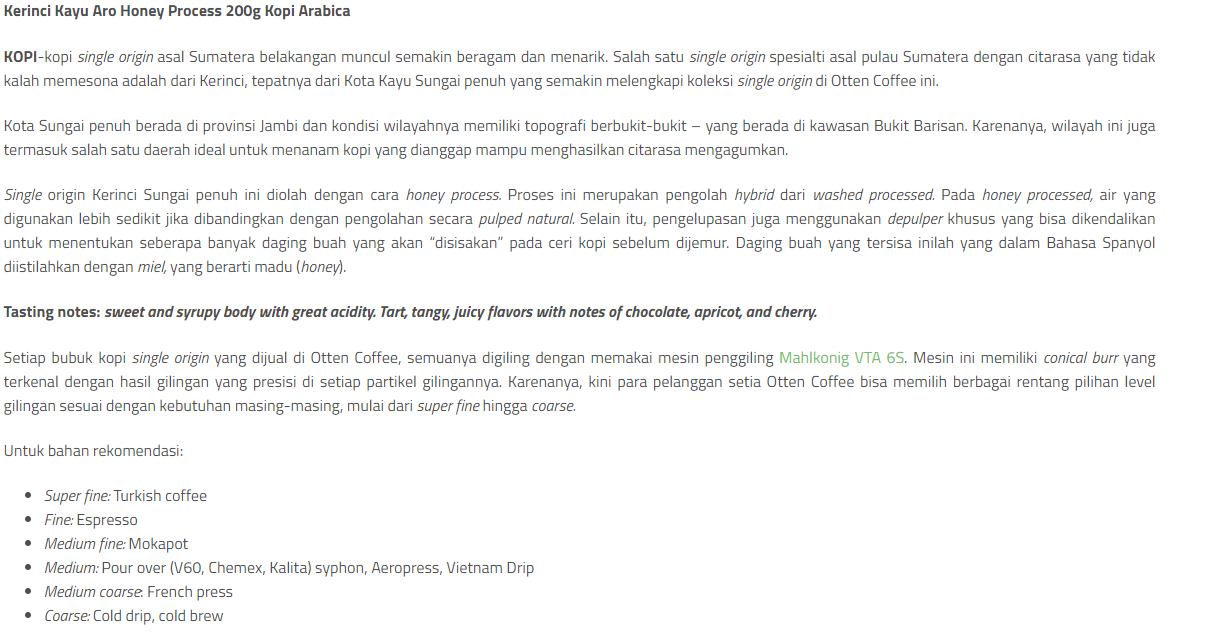 Kerinci Kayu Aro Honey Process 200g Kopi Arabica
KOPI-kopi single origin asal Sumatera belakangan muncul semakin beragam dan menarik. Salah satu single origin spesialti asal pulau Sumatera dengan citarasa yang tidak
kalah memesona adalah dari Kerinci, tepatnya dari Kota Kayu Sungai penuh yang semakin melengkapi koleksi single origin di Otten Coffee ini.
Kota Sungai penuh berada di provinsi Jambi dan kondisi wilayahnya memiliki topografi berbukit-bukit – yang berada di kawasan Bukit Barisan. Karenanya, wilayah ini juga
termasuk salah satu daerah ideal untuk menanam kopi yang dianggap mampu menghasilkan citarasa mengagumkan.
Single origin Kerinci Sungai penuh ini diolah dengan cara honey process. Proses ini merupakan pengolah hybrid dari washed processed. Pada honey processed, air yang
digunakan lebih sedikit jika dibandingkan dengan pengolahan secara pulped natural. Selain itu, pengelupasan juga menggunakan depulper khusus yang bisa dikendalikan
untuk menentukan seberapa banyak daging buah yang akan “disisakan” pada ceri kopi sebelum dijemur. Daging buah yang tersisa inilah yang dalam Bahasa Spanyol
diistilahkan dengan miel, yang berarti madu (honey).
Tasting notes: sweet and syrupy body with great acidity. Tart, tangy, juicy flavors with notes of chocolate, apricot, and cherry.
Setiap bubuk kopi single origin yang dijual di Otten Coffee, semuanya digiling dengan memakai mesin penggiling Mahlkonig VTA 6S. Mesin ini memiliki conical burr yang
terkenal dengan hasil gilingan yang presisi di setiap partikel gilingannya. Karenanya, kini para pelanggan setia Otten Coffee bisa memilih berbagai rentang pilihan level
gilingan sesuai dengan kebutuhan masing-masing, mulai dari super fine hingga coarse.
Untuk bahan rekomendasi:
• Super fine: Turkish coffee
• Fine: Espresso
• Medium fine: Mokapot
• Medium: Pour over (V60, Chemex, Kalita) syphon, Aeropress, Vietnam Drip
• Medium coarse: French press
• Coarse: Cold drip, cold brew